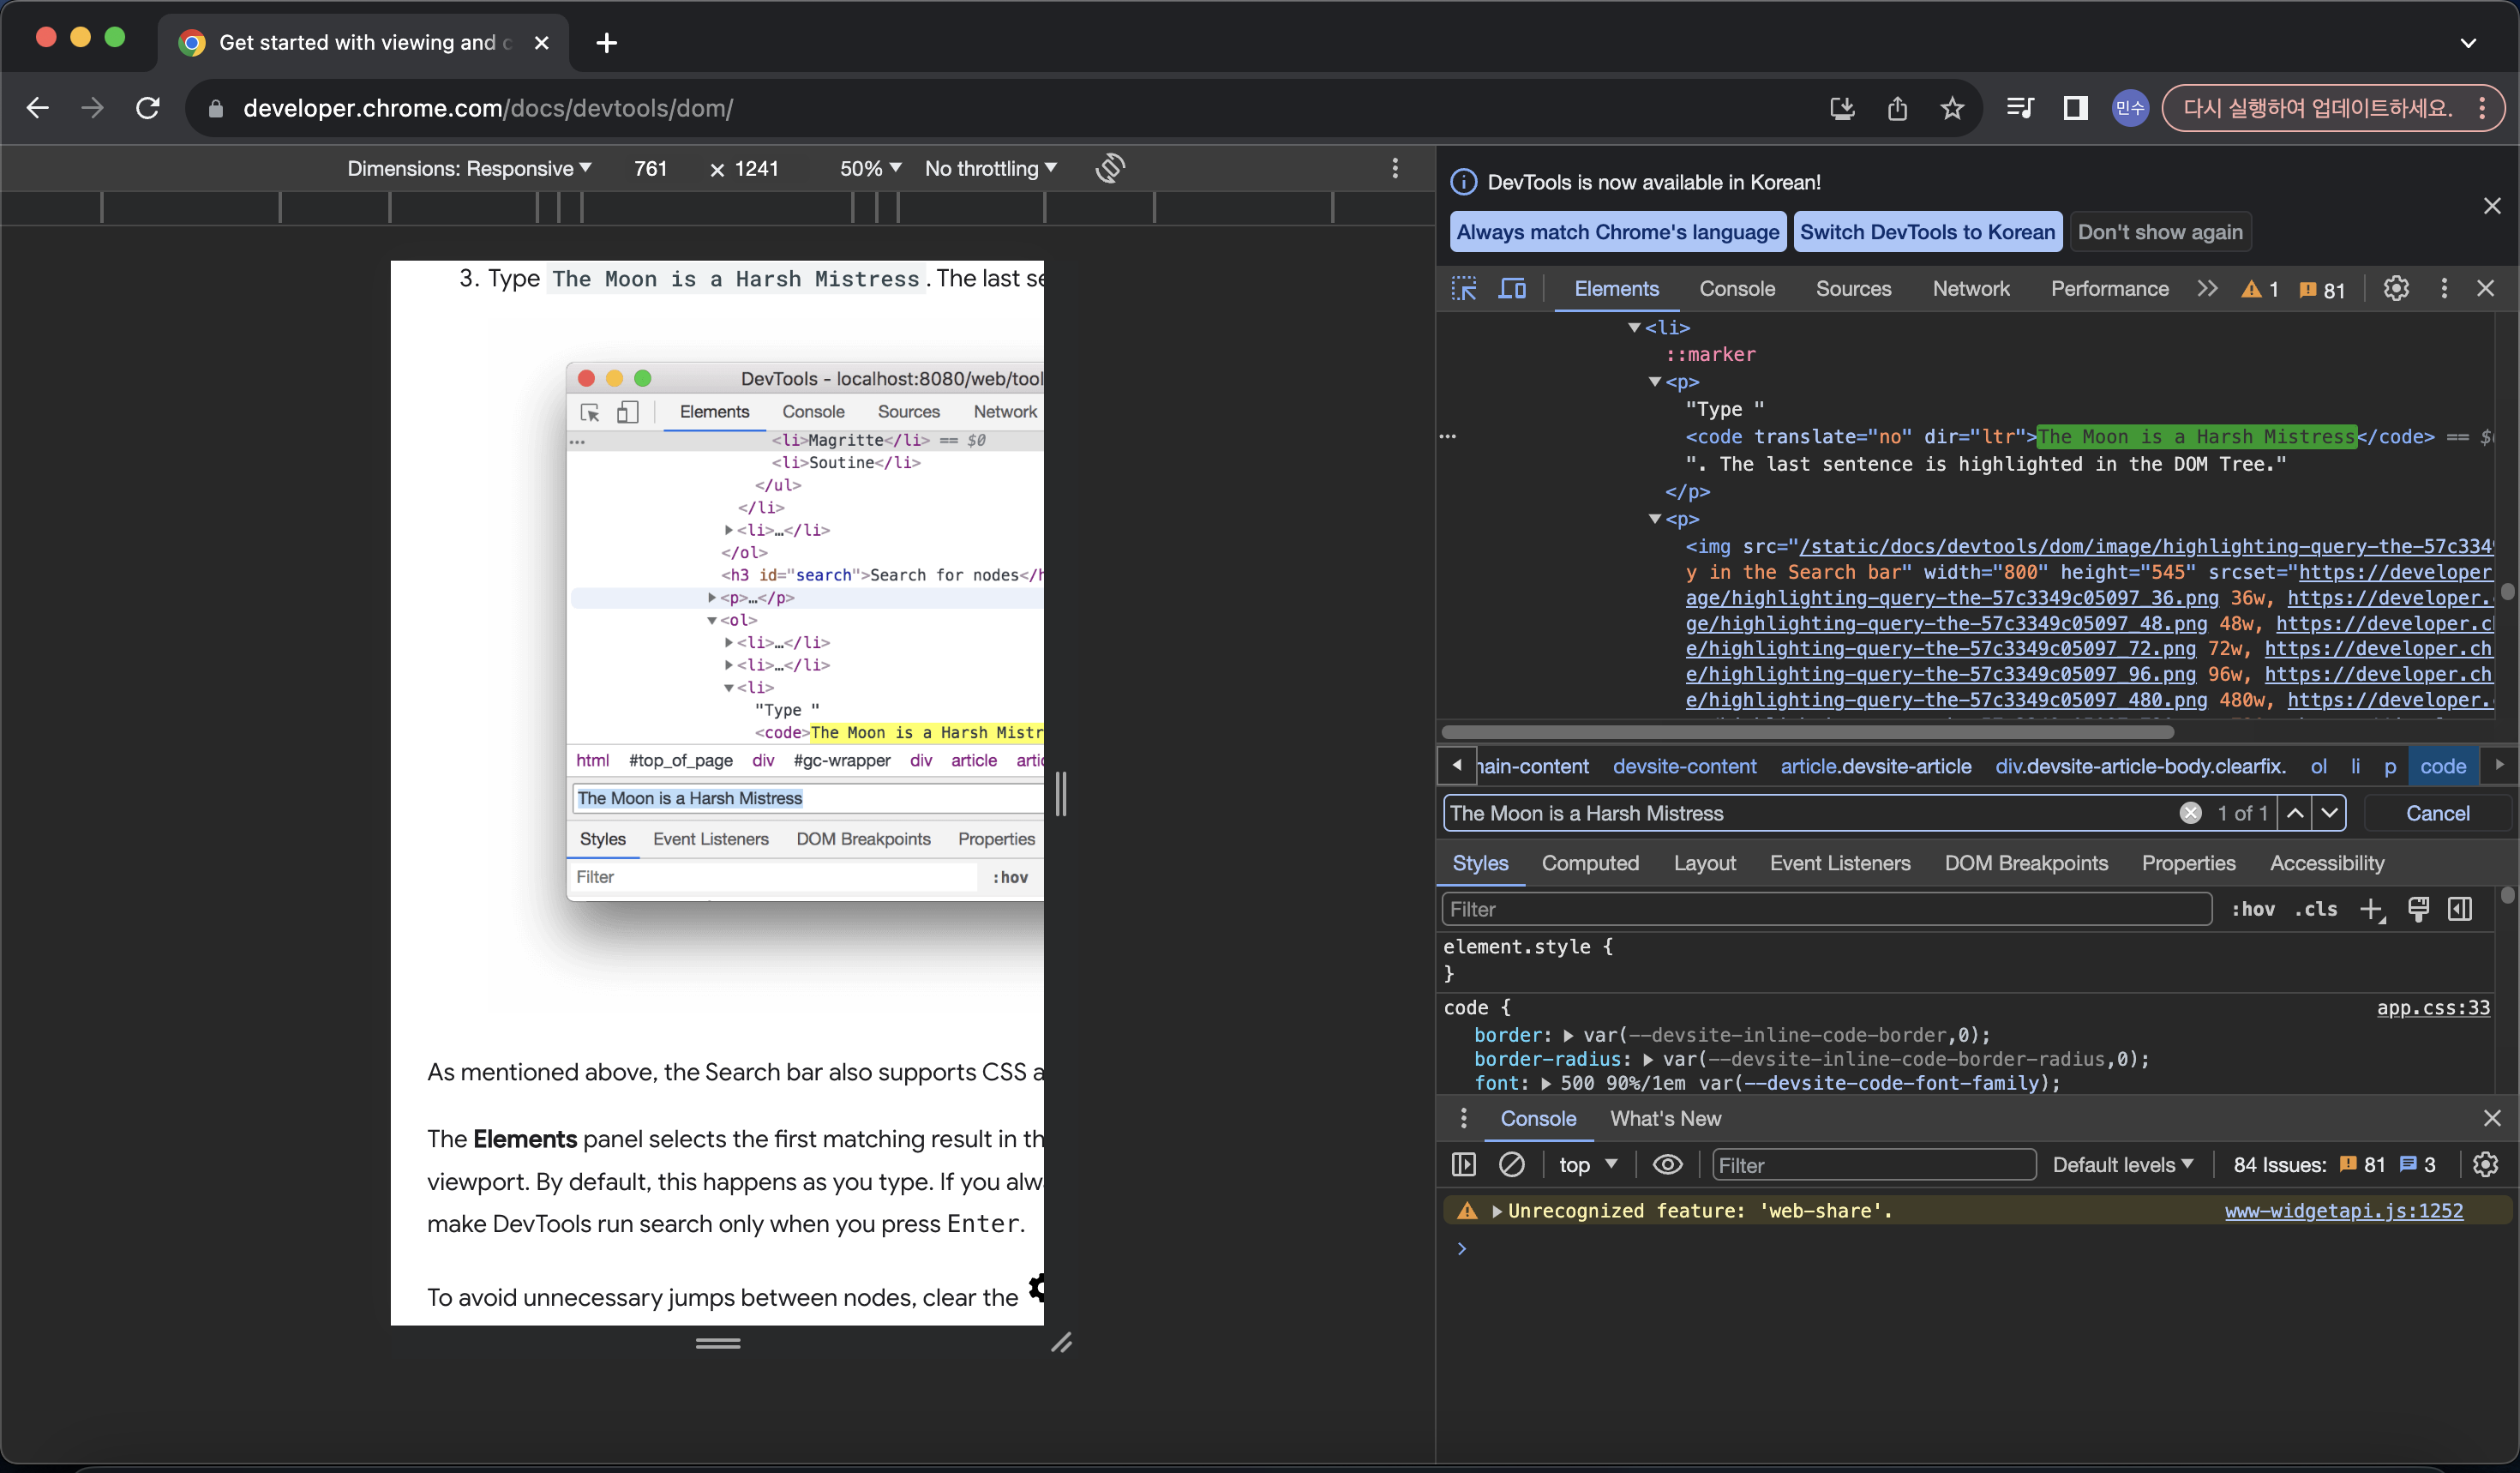 Get started with viewing and c
developer.chrome.com/docs/devtools/dom/
민수
다시 실행하여 업데이트하세요.
Dimensions: Responsive 761 × 1241 50% No throttling
3. Type The Moon is a Harsh Mistress. The last se
DevTools - localhost:8080/web/tool
Elements Console Sources Network
<li>Magritte</li> == $0
<li>Soutine</li>
</ul>
</li>
<li>…</li>
</ol>
<h3 id="search">Search for nodes</h
<p>…</p>
<ol>
<li>…</li>
<li>…</li>
<li>
"Type "
<code>The Moon is a Harsh Mistr
html #top_of_page div #gc-wrapper div article artic
The Moon is a Harsh Mistress
Styles Event Listeners DOM Breakpoints Properties
Filter :hov
As mentioned above, the Search bar also supports CSS a
The Elements panel selects the first matching result in th
viewport. By default, this happens as you type. If you alw
make DevTools run search only when you press Enter.
To avoid unnecessary jumps between nodes, clear the
DevTools is now available in Korean!
Always match Chrome's language Switch DevTools to Korean Don't show again
Elements Console Sources Network Performance 1 81
<li>
::marker
<p>
"Type "
… <code translate="no" dir="ltr">The Moon is a Harsh Mistress</code> == $
". The last sentence is highlighted in the DOM Tree."
</p>
<p>
<img src="/static/docs/devtools/dom/image/highlighting-query-the-57c334
y in the Search bar" width="800" height="545" srcset="https://developer
age/highlighting-query-the-57c3349c05097_36.png 36w, https://developer.
ge/highlighting-query-the-57c3349c05097_48.png 48w, https://developer.c
e/highlighting-query-the-57c3349c05097_72.png 72w, https://developer.ch
e/highlighting-query-the-57c3349c05097_96.png 96w, https://developer.ch
e/highlighting-query-the-57c3349c05097_480.png 480w, https://developer.
ain-content devsite-content article.devsite-article div.devsite-article-body.clearfix. ol li p code
The Moon is a Harsh Mistress 1 of 1 Cancel
Styles Computed Layout Event Listeners DOM Breakpoints Properties Accessibility
Filter :hov .cls
element.style {
}
code { app.css:33
border: var(--devsite-inline-code-border,0);
border-radius: var(--devsite-inline-code-border-radius,0);
font: 500 90%/1em var(--devsite-code-font-family);
Console What's New
top Filter Default levels 84 Issues: 81 3
Unrecognized feature: 'web-share'. www-widgetapi.js:1252